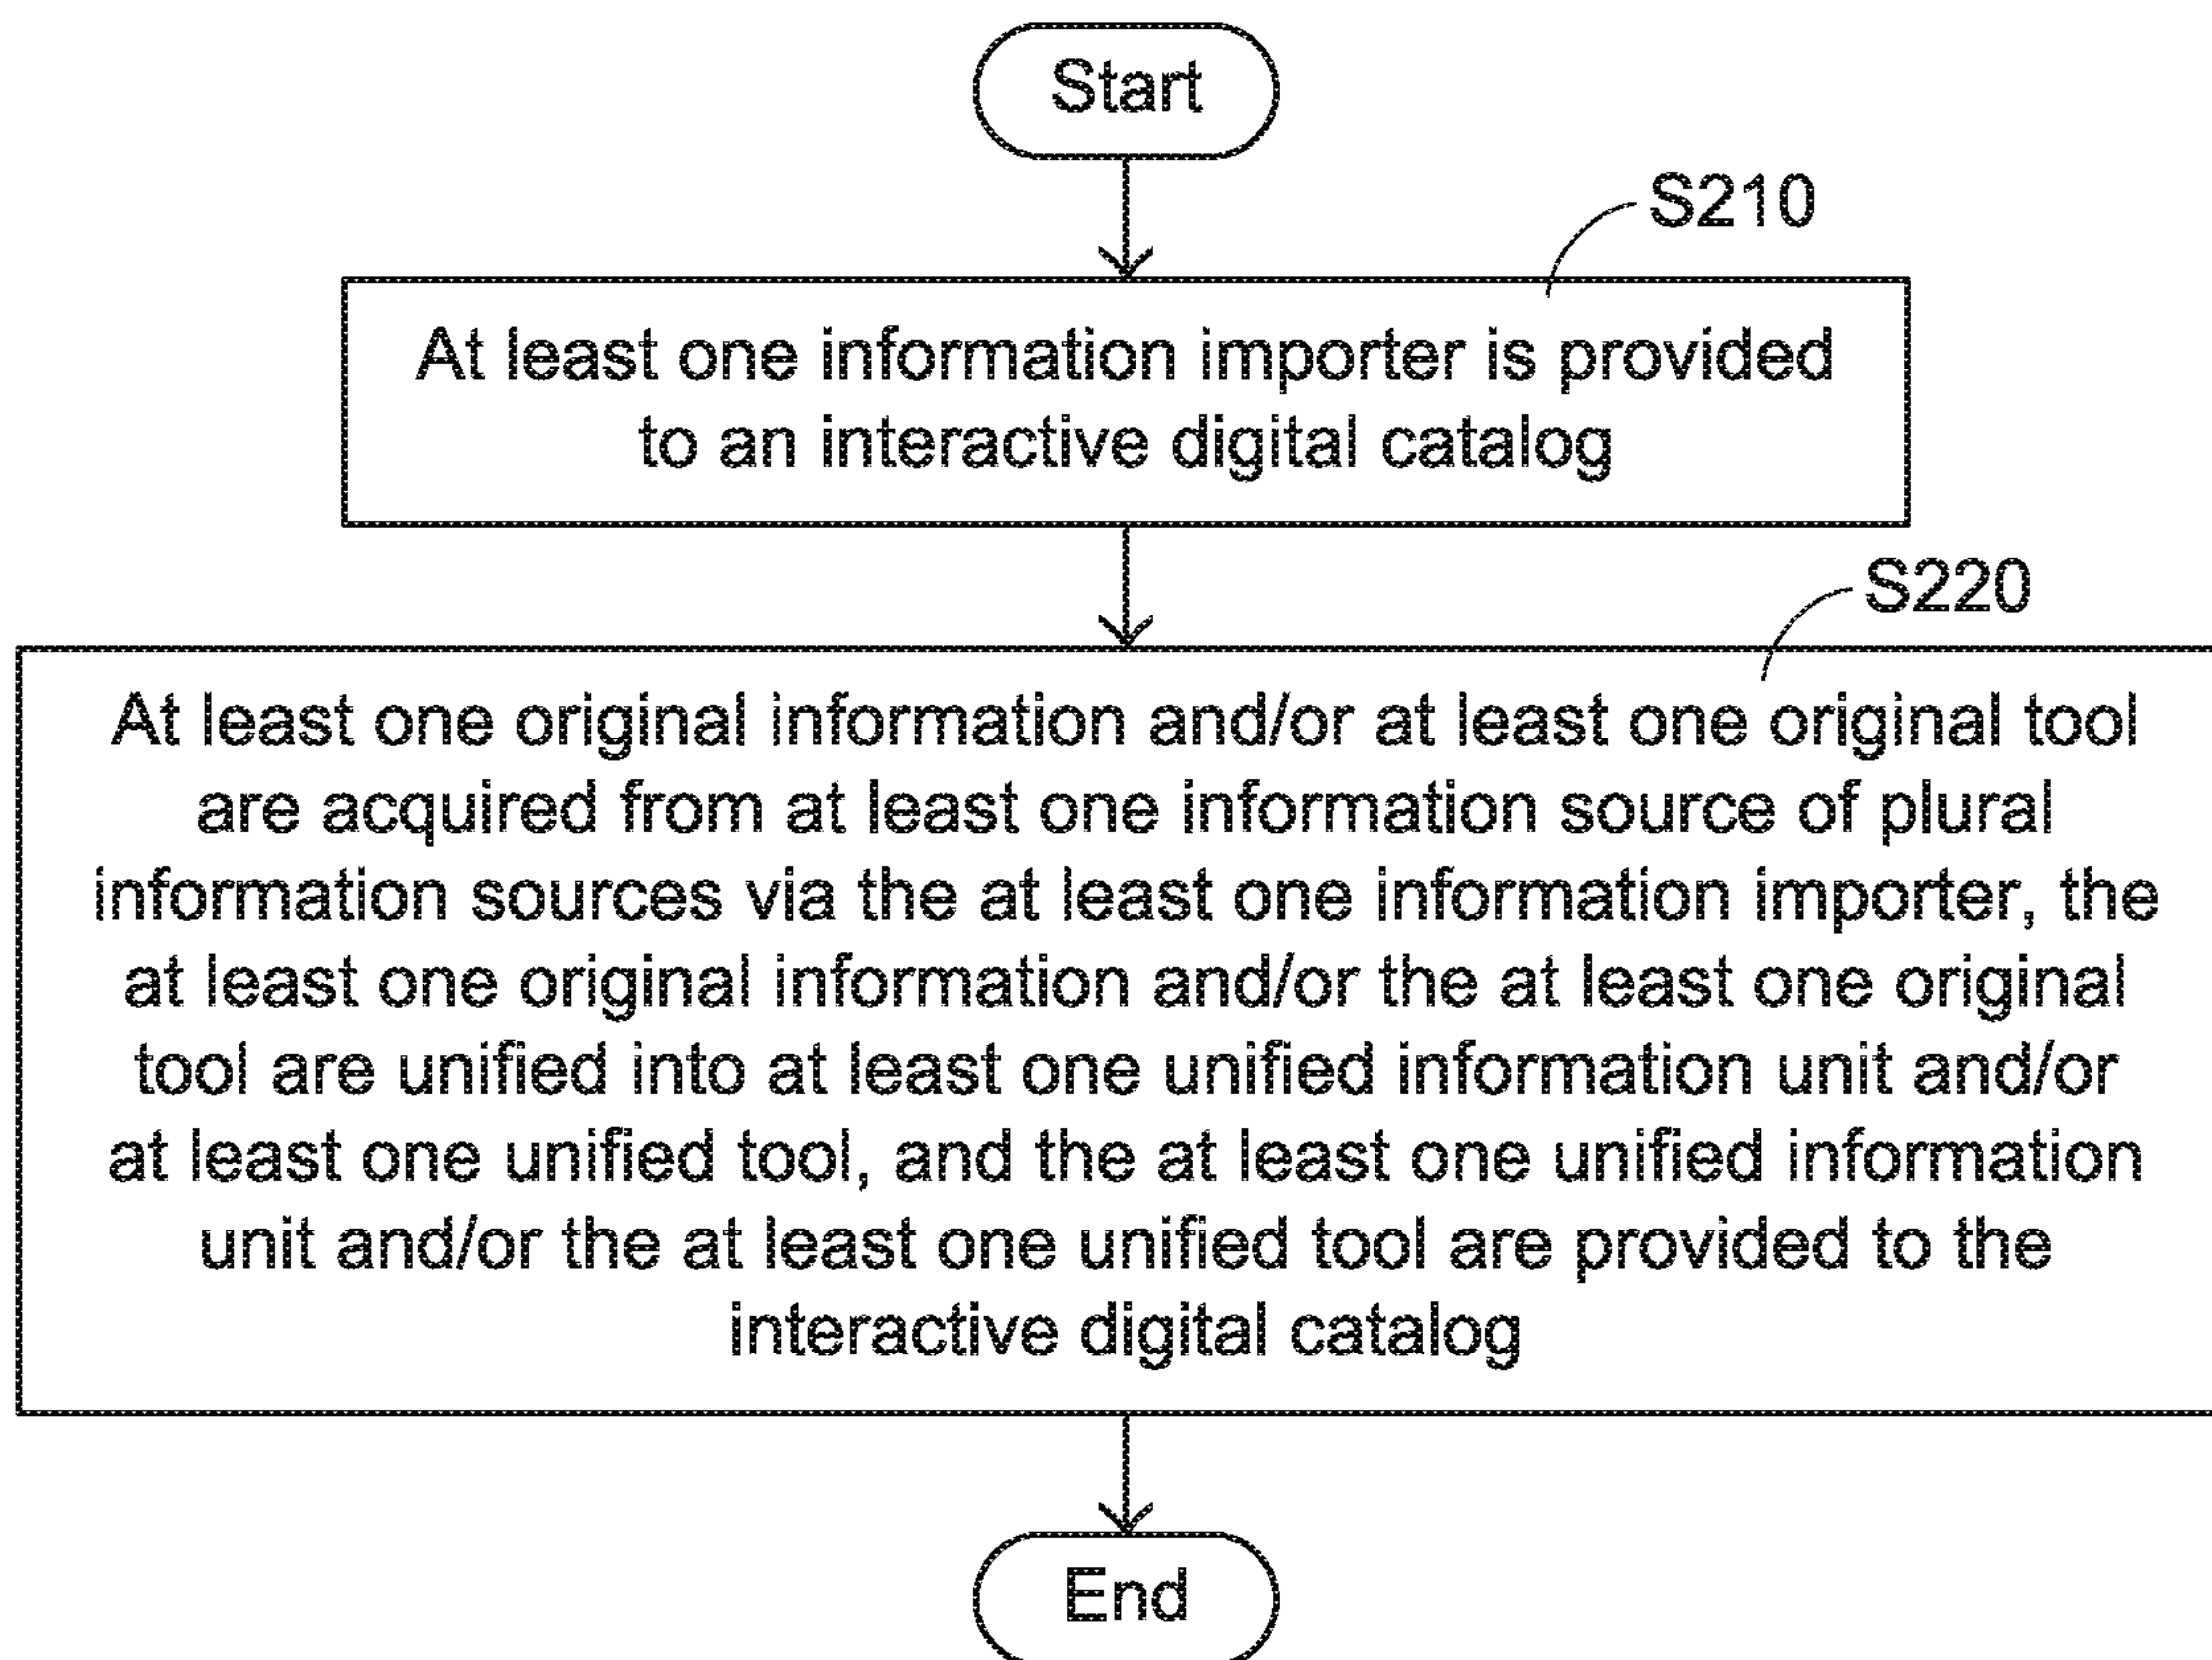 Start
S210
At least one information importer is provided
to an interactive digital catalog
S220
At least one original information and/or at least one original tool
are acquired from at least one information source of plural
information sources via the at least one information importer, the
at least one original information and/or the at least one original
tool are unified into at least one unified information unit and/or
at least one unified tool, and the at least one unified information
unit and/or the at least one unified tool are provided to the
interactive digital catalog
End